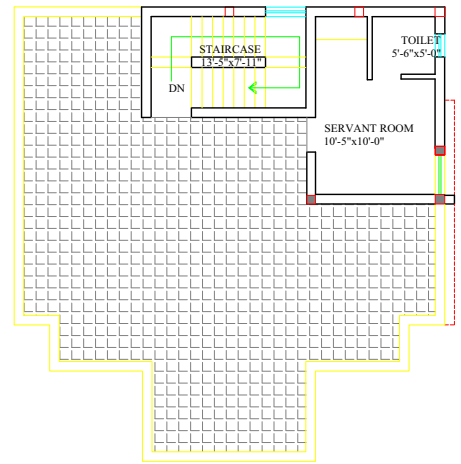 STAIRCASE
13'-5"x7'-11"
DN
TOILET
5'-6"x5'-0"
SERVANT ROOM
10'-5"x10'-0"